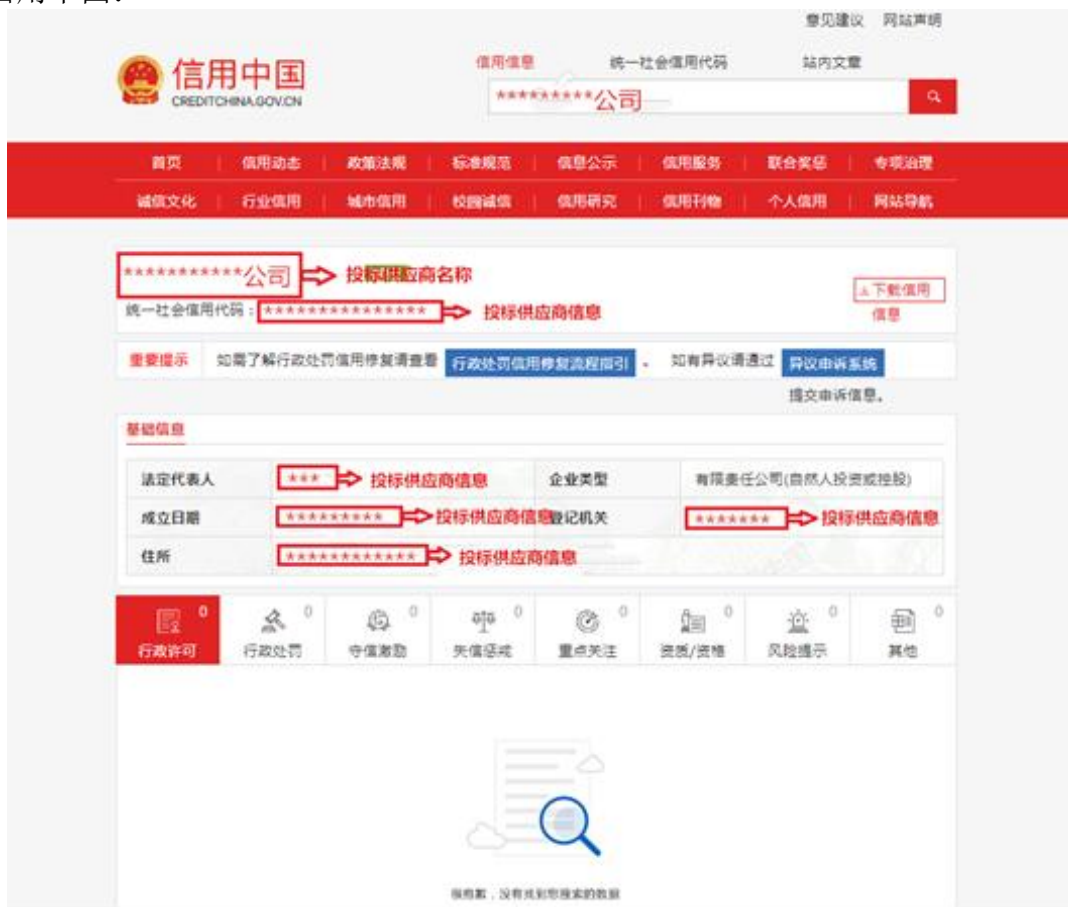 意见建议 网站声明
信用中国
CREDITCHINA.GOV.CN
信用信息 统一社会信用代码 站内文章
*********公司
首页 | 信用动态 | 政策法规 | 标准规范 | 信息公示 | 信用服务 | 联合奖惩 | 专项治理
诚信文化 | 行业信用 | 城市信用 | 校园诚信 | 信用研究 | 信用刊物 | 个人信用 | 网站导航
***********公司 投标供应商名称
统一社会信用代码：*************** 投标供应商信息
下载信用
信息
重要提示 如需了解行政处罚信用修复请查看 行政处罚信用修复流程指引 。 如有异议请通过 异议申诉系统
提交申诉信息。
基础信息
法定代表人 *** 投标供应商信息 企业类型 有限责任公司(自然人投资或控股)
成立日期 ********* 投标供应商信息 登记机关 ******* 投标供应商信息
住所 ************ 投标供应商信息
0 0 0 0 0 0 0 0
行政许可 行政处罚 守信激励 失信惩戒 重点关注 资质/资格 风险提示 其他
很抱歉，没有找到您搜索的数据